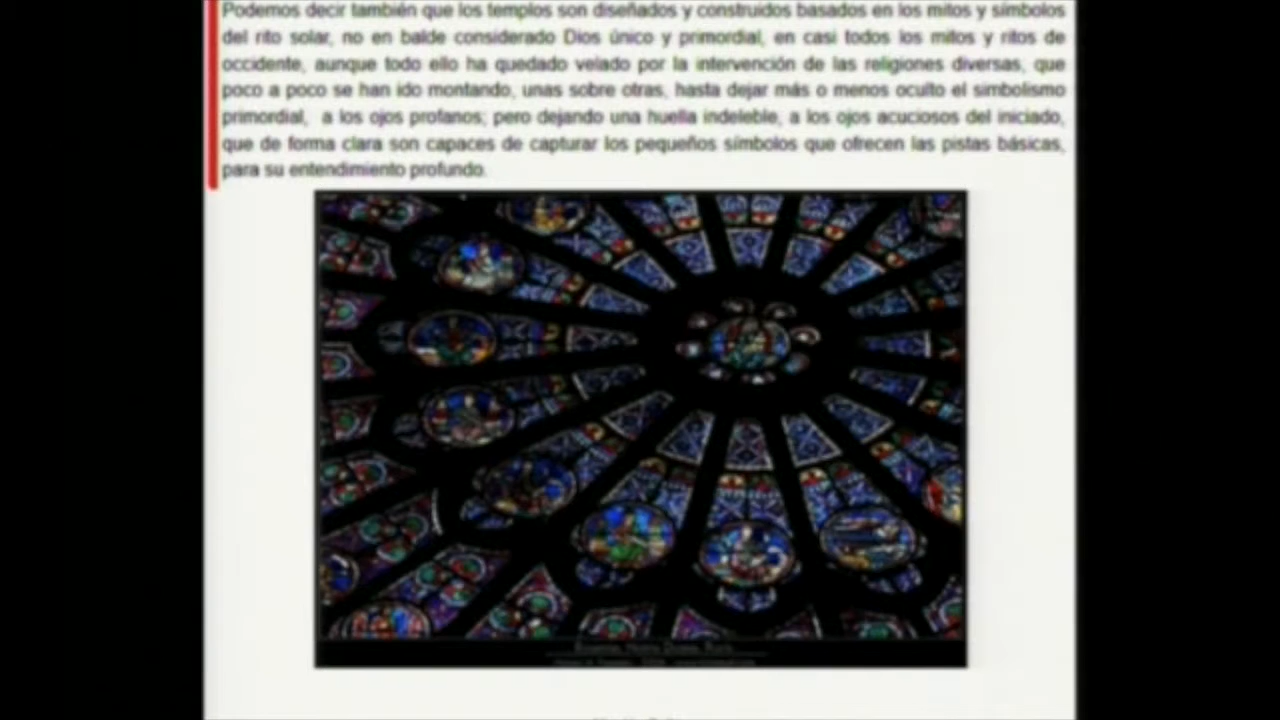 Podemos decir también que los templos son diseñados y construidos basados en los mitos y símbolos
del rito solar, no en balde considerado Dios único y primordial, en casi todos los mitos y ritos de
occidente, aunque todo ello ha quedado velado por la intervención de las religiones diversas, que
poco a poco se han ido montando, unas sobre otras, hasta dejar más o menos oculto el simbolismo
primordial, a los ojos profanos; pero dejando una huella indeleble, a los ojos acuciosos del iniciado,
que de forma clara son capaces de capturar los pequeños símbolos que ofrecen las pistas básicas,
para su entendimiento profundo.
Notre Dame, París